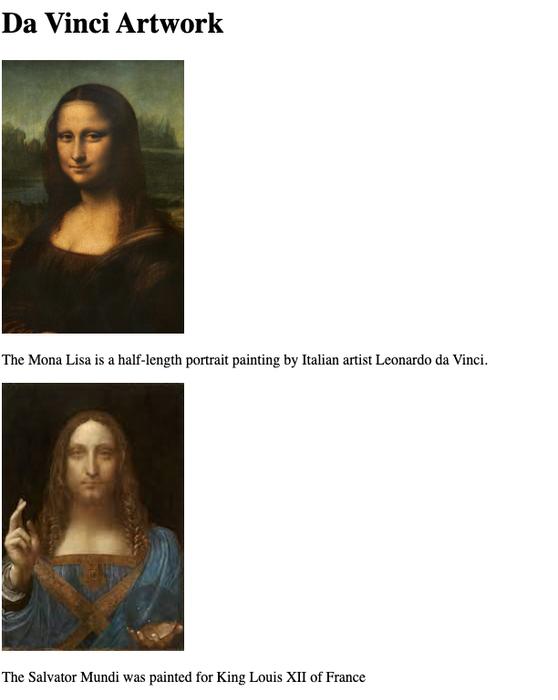 Da Vinci Artwork
The Mona Lisa is a half-length portrait painting by Italian artist Leonardo da Vinci.
The Salvator Mundi was painted for King Louis XII of France